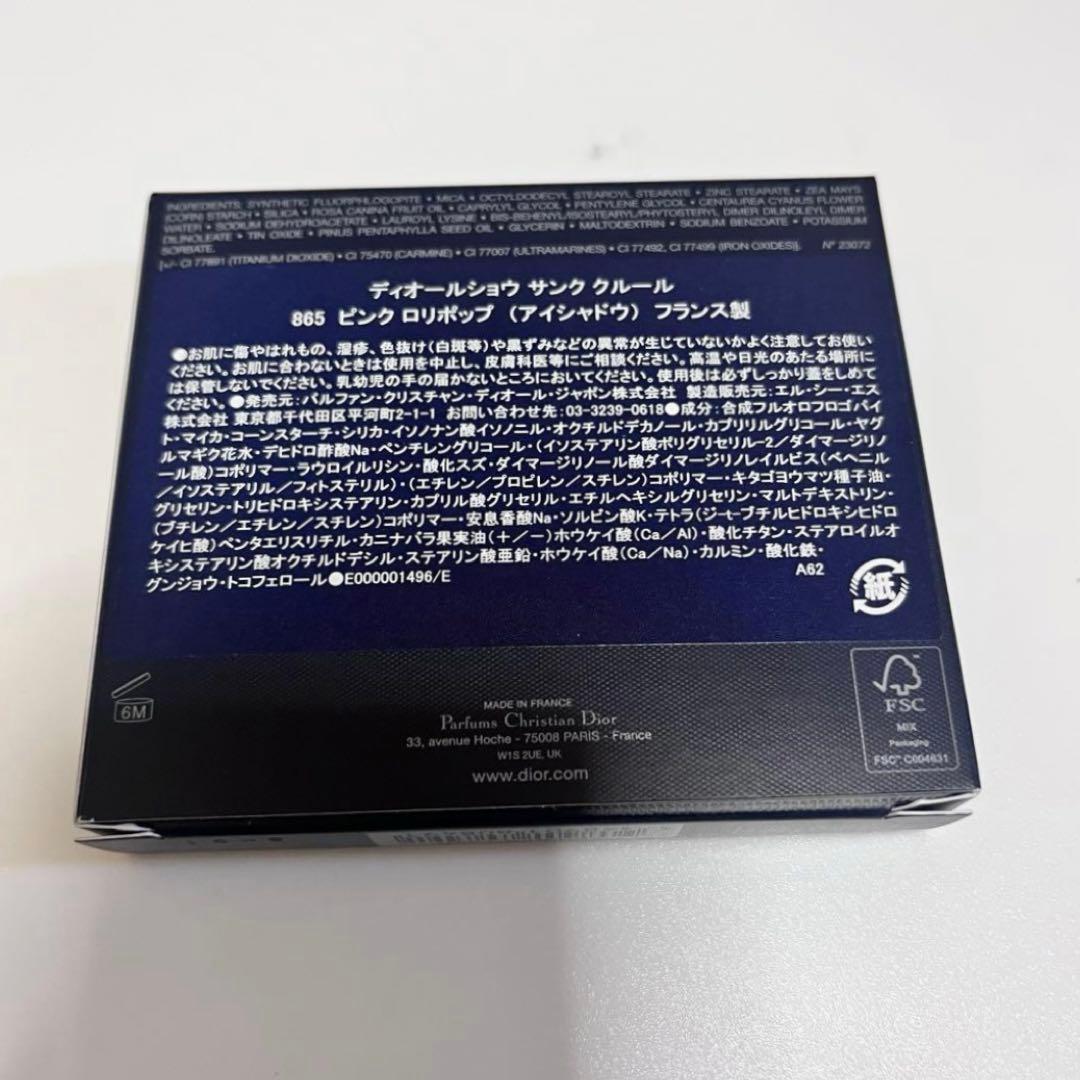 INGREDIENTS: SYNTHETIC FLUORPHLOGOPITE • MICA • OCTYLDODECYL STEAROYL STEARATE • ZINC STEARATE • ZEA MAYS
(CORN) STARCH • SILICA • ROSA CANINA FRUIT OIL • CAPRYLYL GLYCOL • PENTYLENE GLYCOL • CENTAUREA CYANUS FLOWER
WATER • SODIUM DEHYDROACETATE • LAUROYL LYSINE • BIS-BEHENYL/ISOSTEARYL/PHYTOSTERYL DIMER DILINOLEYL DIMER
DILINOLEATE • TIN OXIDE • PINUS PENTAPHYLLA SEED OIL • GLYCERIN • MALTODEXTRIN • SODIUM BENZOATE • POTASSIUM
SORBATE.
[+/- CI 77891 (TITANIUM DIOXIDE) • CI 75470 (CARMINE) • CI 77007 (ULTRAMARINES) • CI 77492, CI 77499 (IRON OXIDES)]. N° 23072
ディオールショウ サンク クルール
865 ピンク ロリポップ （アイシャドウ） フランス製
●お肌に傷やはれもの、湿疹、色抜け(白斑等)や黒ずみなどの異常が生じていないかよく注意してお使い
ください。お肌に合わないときは使用を中止し、皮膚科医等にご相談ください。高温や日光のあたる場所に
は保管しないでください。乳幼児の手の届かないところにおいてください。使用後は必ずしっかり蓋をしめて
ください。●発売元:パルファン・クリスチャン・ディオール・ジャポン株式会社 製造販売元:エル・シー・エス
株式会社 東京都千代田区平河町2-1-1 お問い合わせ先:03-3239-0618●成分:合成フルオロフロゴパイ
ト・マイカ・コーンスターチ・シリカ・イソノナン酸イソノニル・オクチルドデカノール・カプリリルグリコール・ヤグ
ルマギク花水・デヒドロ酢酸Na・ペンチレングリコール・(イソステアリン酸ポリグリセリル-2/ダイマージリノ
ール酸)コポリマー・ラウロイルリシン・酸化スズ・ダイマージリノール酸ダイマージリノレイルビス(ベヘニル
/イソステアリル/フィトステリル)・(エチレン/プロピレン/スチレン)コポリマー・キタゴヨウマツ種子油・
グリセリン・トリヒドロキシステアリン・カプリル酸グリセリル・エチルヘキシルグリセリン・マルトデキストリン・
(ブチレン/エチレン/スチレン)コポリマー・安息香酸Na・ソルビン酸K・テトラ(ジ-t-ブチルヒドロキシヒドロ
ケイヒ酸)ペンタエリスリチル・カニナバラ果実油(+/-)ホウケイ酸(Ca/Al)・酸化チタン・ステアロイルオ
キシステアリン酸オクチルドデシル・ステアリン酸亜鉛・ホウケイ酸(Ca/Na)・カルミン・酸化鉄・
グンジョウ・トコフェロール●E000001496/E
A62
紙
6M
MADE IN FRANCE
Parfums Christian Dior
33, avenue Hoche - 75008 PARIS - France
W1S 2UE, UK
www.dior.com
FSC
MIX
Packaging
FSC™ C004631